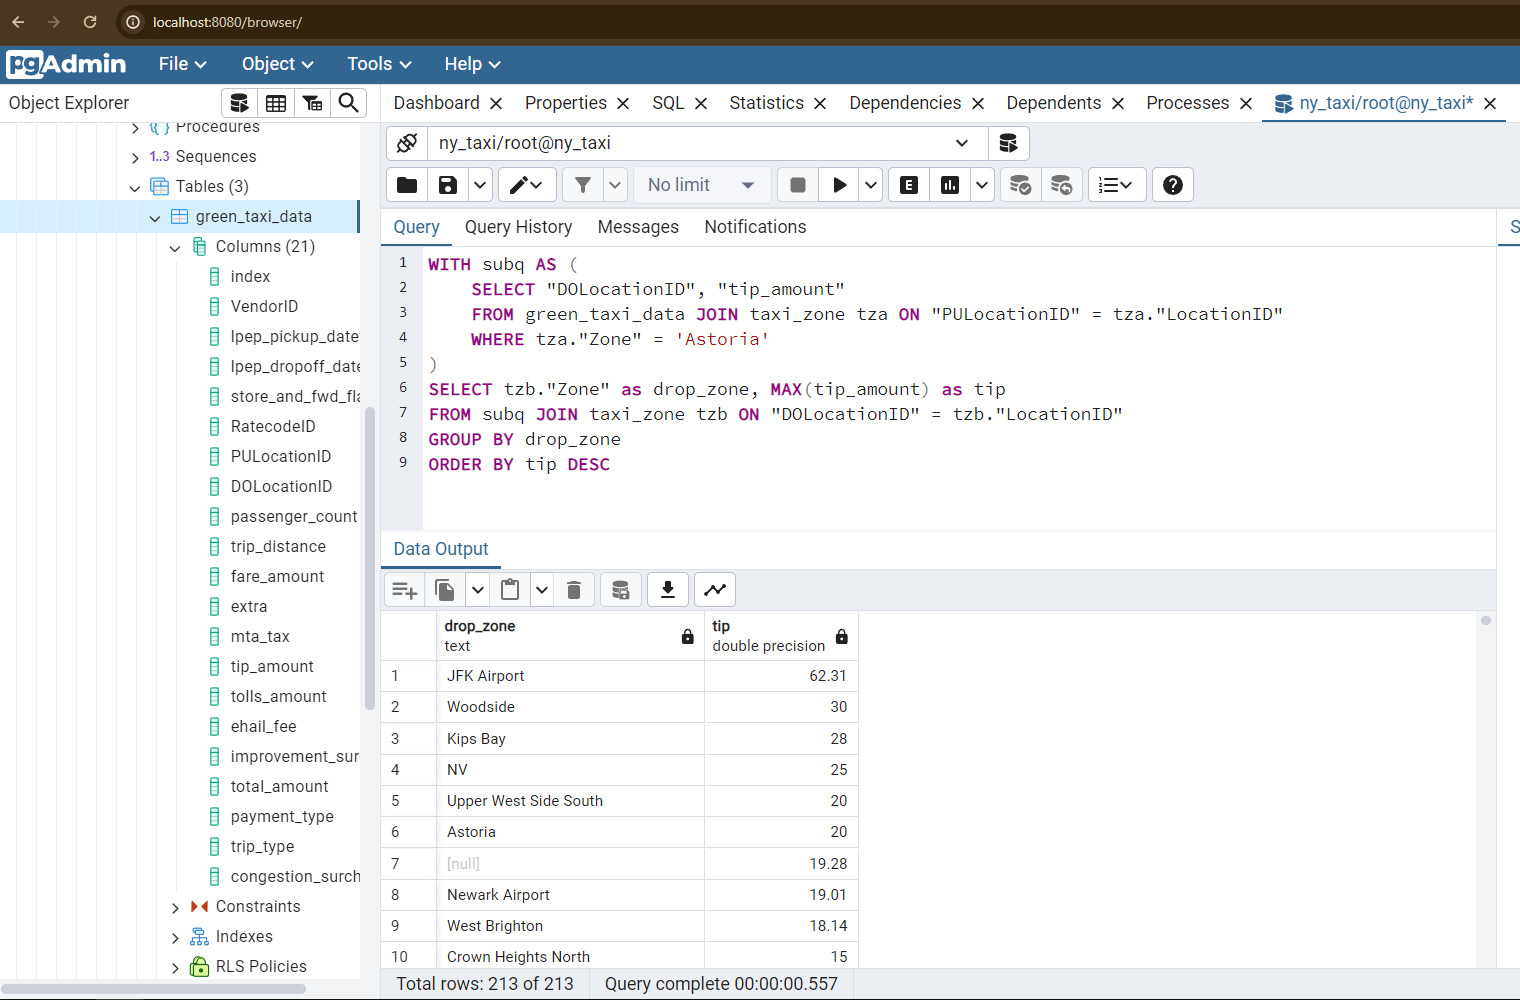 localhost:8080/browser/
pgAdmin File Object Tools Help
Object Explorer
Dashboard Properties SQL Statistics Dependencies Dependents Processes ny_taxi/root@ny_taxi*
Procedures
1..3 Sequences
Tables (3)
green_taxi_data
Columns (21)
index
VendorID
lpep_pickup_date
lpep_dropoff_date
store_and_fwd_fla
RatecodeID
PULocationID
DOLocationID
passenger_count
trip_distance
fare_amount
extra
mta_tax
tip_amount
tolls_amount
ehail_fee
improvement_sur
total_amount
payment_type
trip_type
congestion_surch
Constraints
Indexes
RLS Policies
ny_taxi/root@ny_taxi
No limit E
Query Query History Messages Notifications S
1 WITH subq AS (
2 SELECT "DOLocationID", "tip_amount"
3 FROM green_taxi_data JOIN taxi_zone tza ON "PULocationID" = tza."LocationID"
4 WHERE tza."Zone" = 'Astoria'
5 )
6 SELECT tzb."Zone" as drop_zone, MAX(tip_amount) as tip
7 FROM subq JOIN taxi_zone tzb ON "DOLocationID" = tzb."LocationID"
8 GROUP BY drop_zone
9 ORDER BY tip DESC
Data Output
drop_zone tip
text double precision
1 JFK Airport 62.31
2 Woodside 30
3 Kips Bay 28
4 NV 25
5 Upper West Side South 20
6 Astoria 20
7 [null] 19.28
8 Newark Airport 19.01
9 West Brighton 18.14
10 Crown Heights North 15
Total rows: 213 of 213 Query complete 00:00:00.557